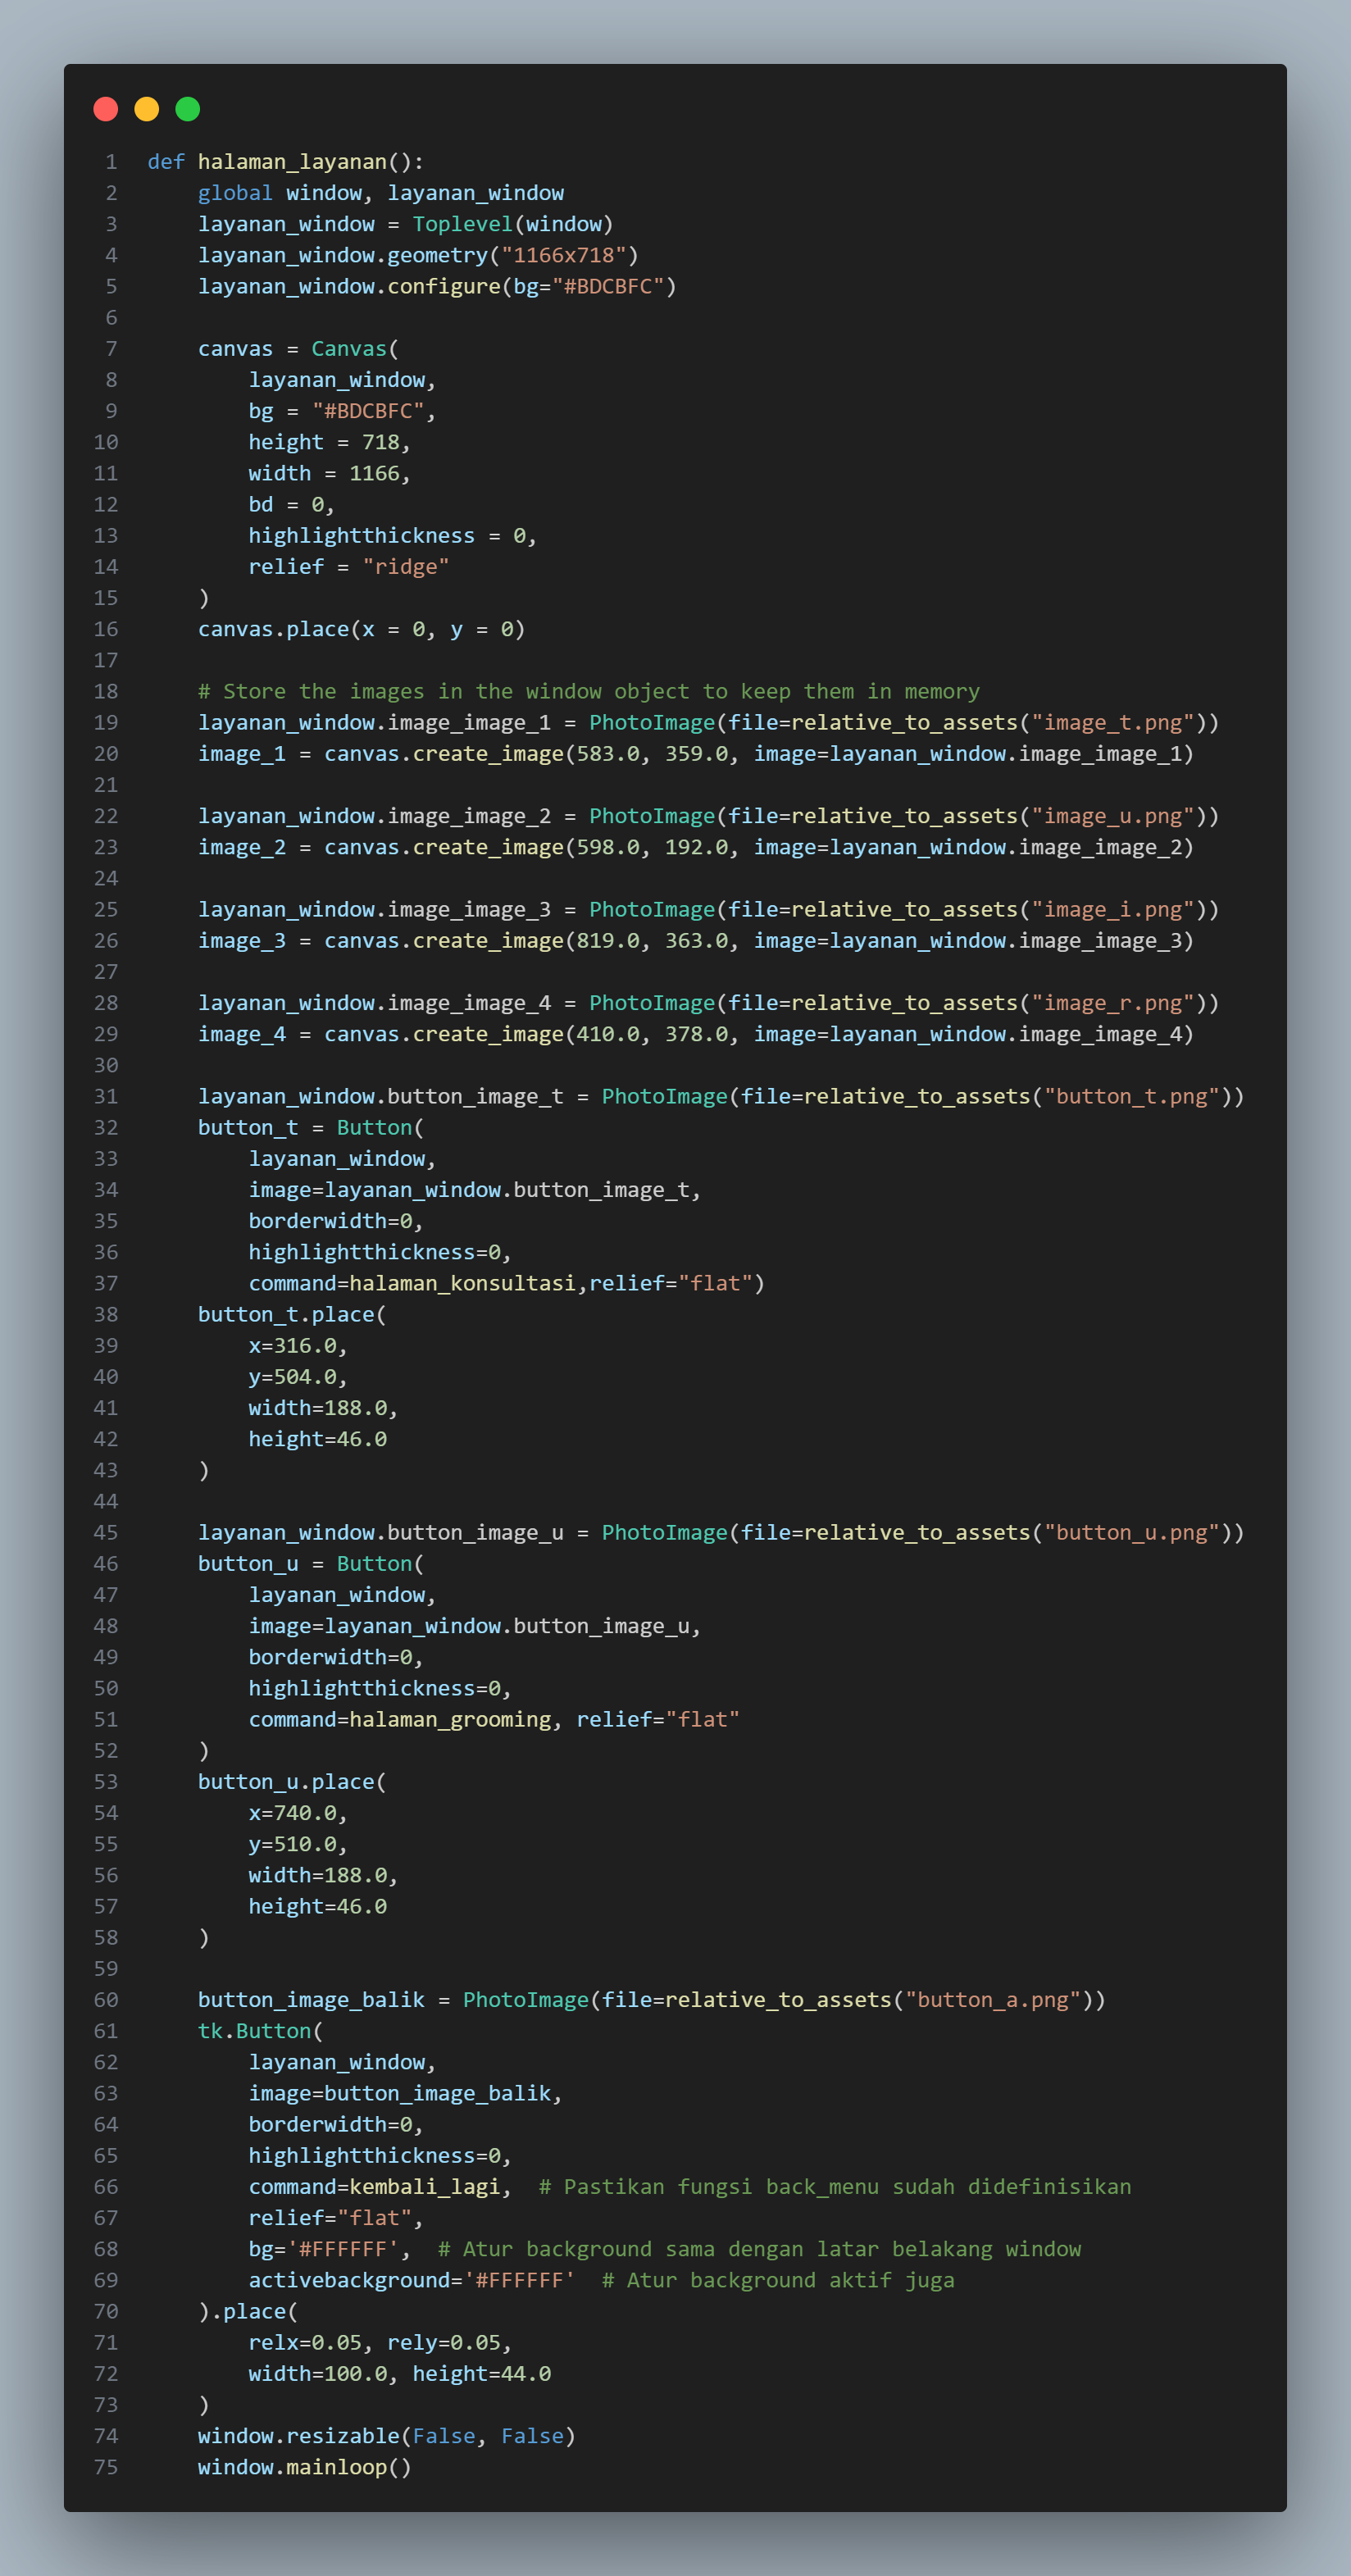 1 def halaman_layanan():
2     global window, layanan_window
3     layanan_window = Toplevel(window)
4     layanan_window.geometry("1166x718")
5     layanan_window.configure(bg="#BDCBFC")
6
7     canvas = Canvas(
8         layanan_window,
9         bg = "#BDCBFC",
10         height = 718,
11         width = 1166,
12         bd = 0,
13         highlightthickness = 0,
14         relief = "ridge"
15     )
16     canvas.place(x = 0, y = 0)
17
18     # Store the images in the window object to keep them in memory
19     layanan_window.image_image_1 = PhotoImage(file=relative_to_assets("image_t.png"))
20     image_1 = canvas.create_image(583.0, 359.0, image=layanan_window.image_image_1)
21
22     layanan_window.image_image_2 = PhotoImage(file=relative_to_assets("image_u.png"))
23     image_2 = canvas.create_image(598.0, 192.0, image=layanan_window.image_image_2)
24
25     layanan_window.image_image_3 = PhotoImage(file=relative_to_assets("image_i.png"))
26     image_3 = canvas.create_image(819.0, 363.0, image=layanan_window.image_image_3)
27
28     layanan_window.image_image_4 = PhotoImage(file=relative_to_assets("image_r.png"))
29     image_4 = canvas.create_image(410.0, 378.0, image=layanan_window.image_image_4)
30
31     layanan_window.button_image_t = PhotoImage(file=relative_to_assets("button_t.png"))
32     button_t = Button(
33         layanan_window,
34         image=layanan_window.button_image_t,
35         borderwidth=0,
36         highlightthickness=0,
37         command=halaman_konsultasi,relief="flat")
38     button_t.place(
39         x=316.0,
40         y=504.0,
41         width=188.0,
42         height=46.0
43     )
44
45     layanan_window.button_image_u = PhotoImage(file=relative_to_assets("button_u.png"))
46     button_u = Button(
47         layanan_window,
48         image=layanan_window.button_image_u,
49         borderwidth=0,
50         highlightthickness=0,
51         command=halaman_grooming, relief="flat"
52     )
53     button_u.place(
54         x=740.0,
55         y=510.0,
56         width=188.0,
57         height=46.0
58     )
59
60     button_image_balik = PhotoImage(file=relative_to_assets("button_a.png"))
61     tk.Button(
62         layanan_window,
63         image=button_image_balik,
64         borderwidth=0,
65         highlightthickness=0,
66         command=kembali_lagi,  # Pastikan fungsi back_menu sudah didefinisikan
67         relief="flat",
68         bg='#FFFFFF',  # Atur background sama dengan latar belakang window
69         activebackground='#FFFFFF'  # Atur background aktif juga
70     ).place(
71         relx=0.05, rely=0.05,
72         width=100.0, height=44.0
73     )
74     window.resizable(False, False)
75     window.mainloop()